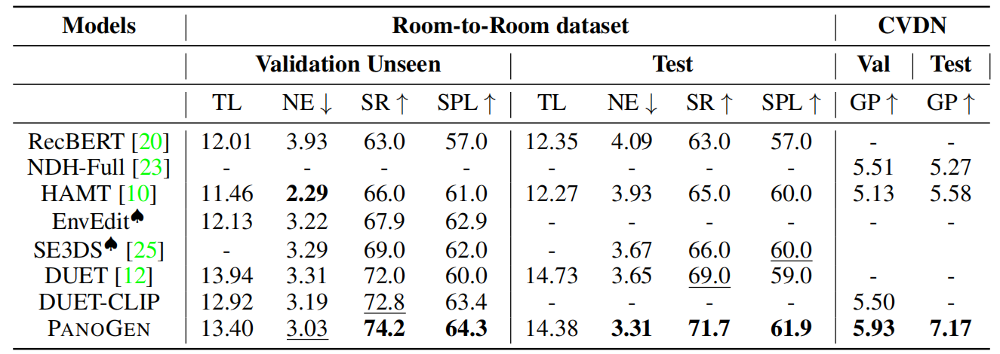 Models Room-to-Room dataset CVDN
Validation Unseen Test Val Test
TL NE ↓ SR ↑ SPL ↑ TL NE ↓ SR ↑ SPL ↑ GP ↑ GP ↑
RecBERT [20] 12.01 3.93 63.0 57.0 12.35 4.09 63.0 57.0 - -
NDH-Full [23] - - - - - - - - 5.51 5.27
HAMT [10] 11.46 2.29 66.0 61.0 12.27 3.93 65.0 60.0 5.13 5.58
EnvEdit♠ 12.13 3.22 67.9 62.9 - - - - - -
SE3DS♠ [25] - 3.29 69.0 62.0 - 3.67 66.0 60.0
DUET [12] 13.94 3.31 72.0 60.0 14.73 3.65 69.0 59.0 - -
DUET-CLIP 12.92 3.19 72.8 63.4 - - - - 5.50 -
PANOGEN 13.40 3.03 74.2 64.3 14.38 3.31 71.7 61.9 5.93 7.17